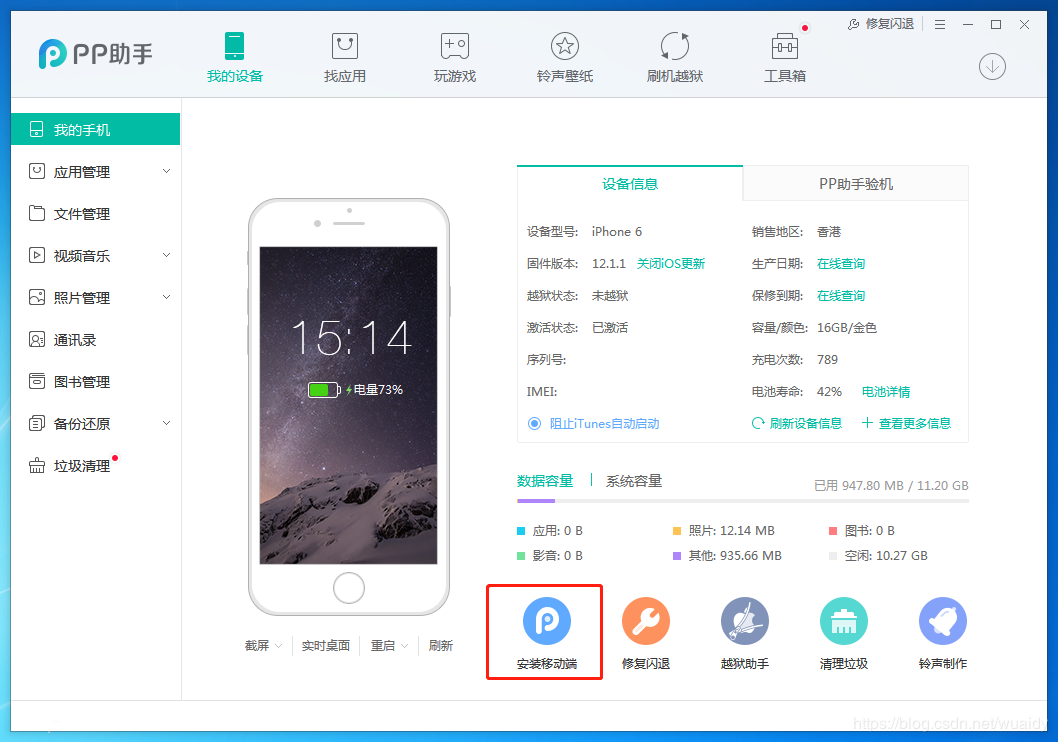 修复闪退
PP助手
我的设备
找应用
玩游戏
铃声壁纸
刷机越狱
工具箱
我的手机
应用管理
文件管理
视频音乐
照片管理
通讯录
图书管理
备份还原
垃圾清理
15:14
电量73%
截屏
实时桌面
重启
刷新
设备信息
PP助手验机
设备型号: iPhone 6
销售地区: 香港
固件版本: 12.1.1 关闭iOS更新
生产日期: 在线查询
越狱状态: 未越狱
保修到期: 在线查询
激活状态: 已激活
容量/颜色: 16GB/金色
序列号:
充电次数: 789
IMEI:
电池寿命: 42% 电池详情
阻止iTunes自动启动
刷新设备信息
查看更多信息
数据容量
系统容量
已用 947.80 MB / 11.20 GB
应用: 0 B
照片: 12.14 MB
图书: 0 B
影音: 0 B
其他: 935.66 MB
空闲: 10.27 GB
安装移动端
修复闪退
越狱助手
清理垃圾
铃声制作